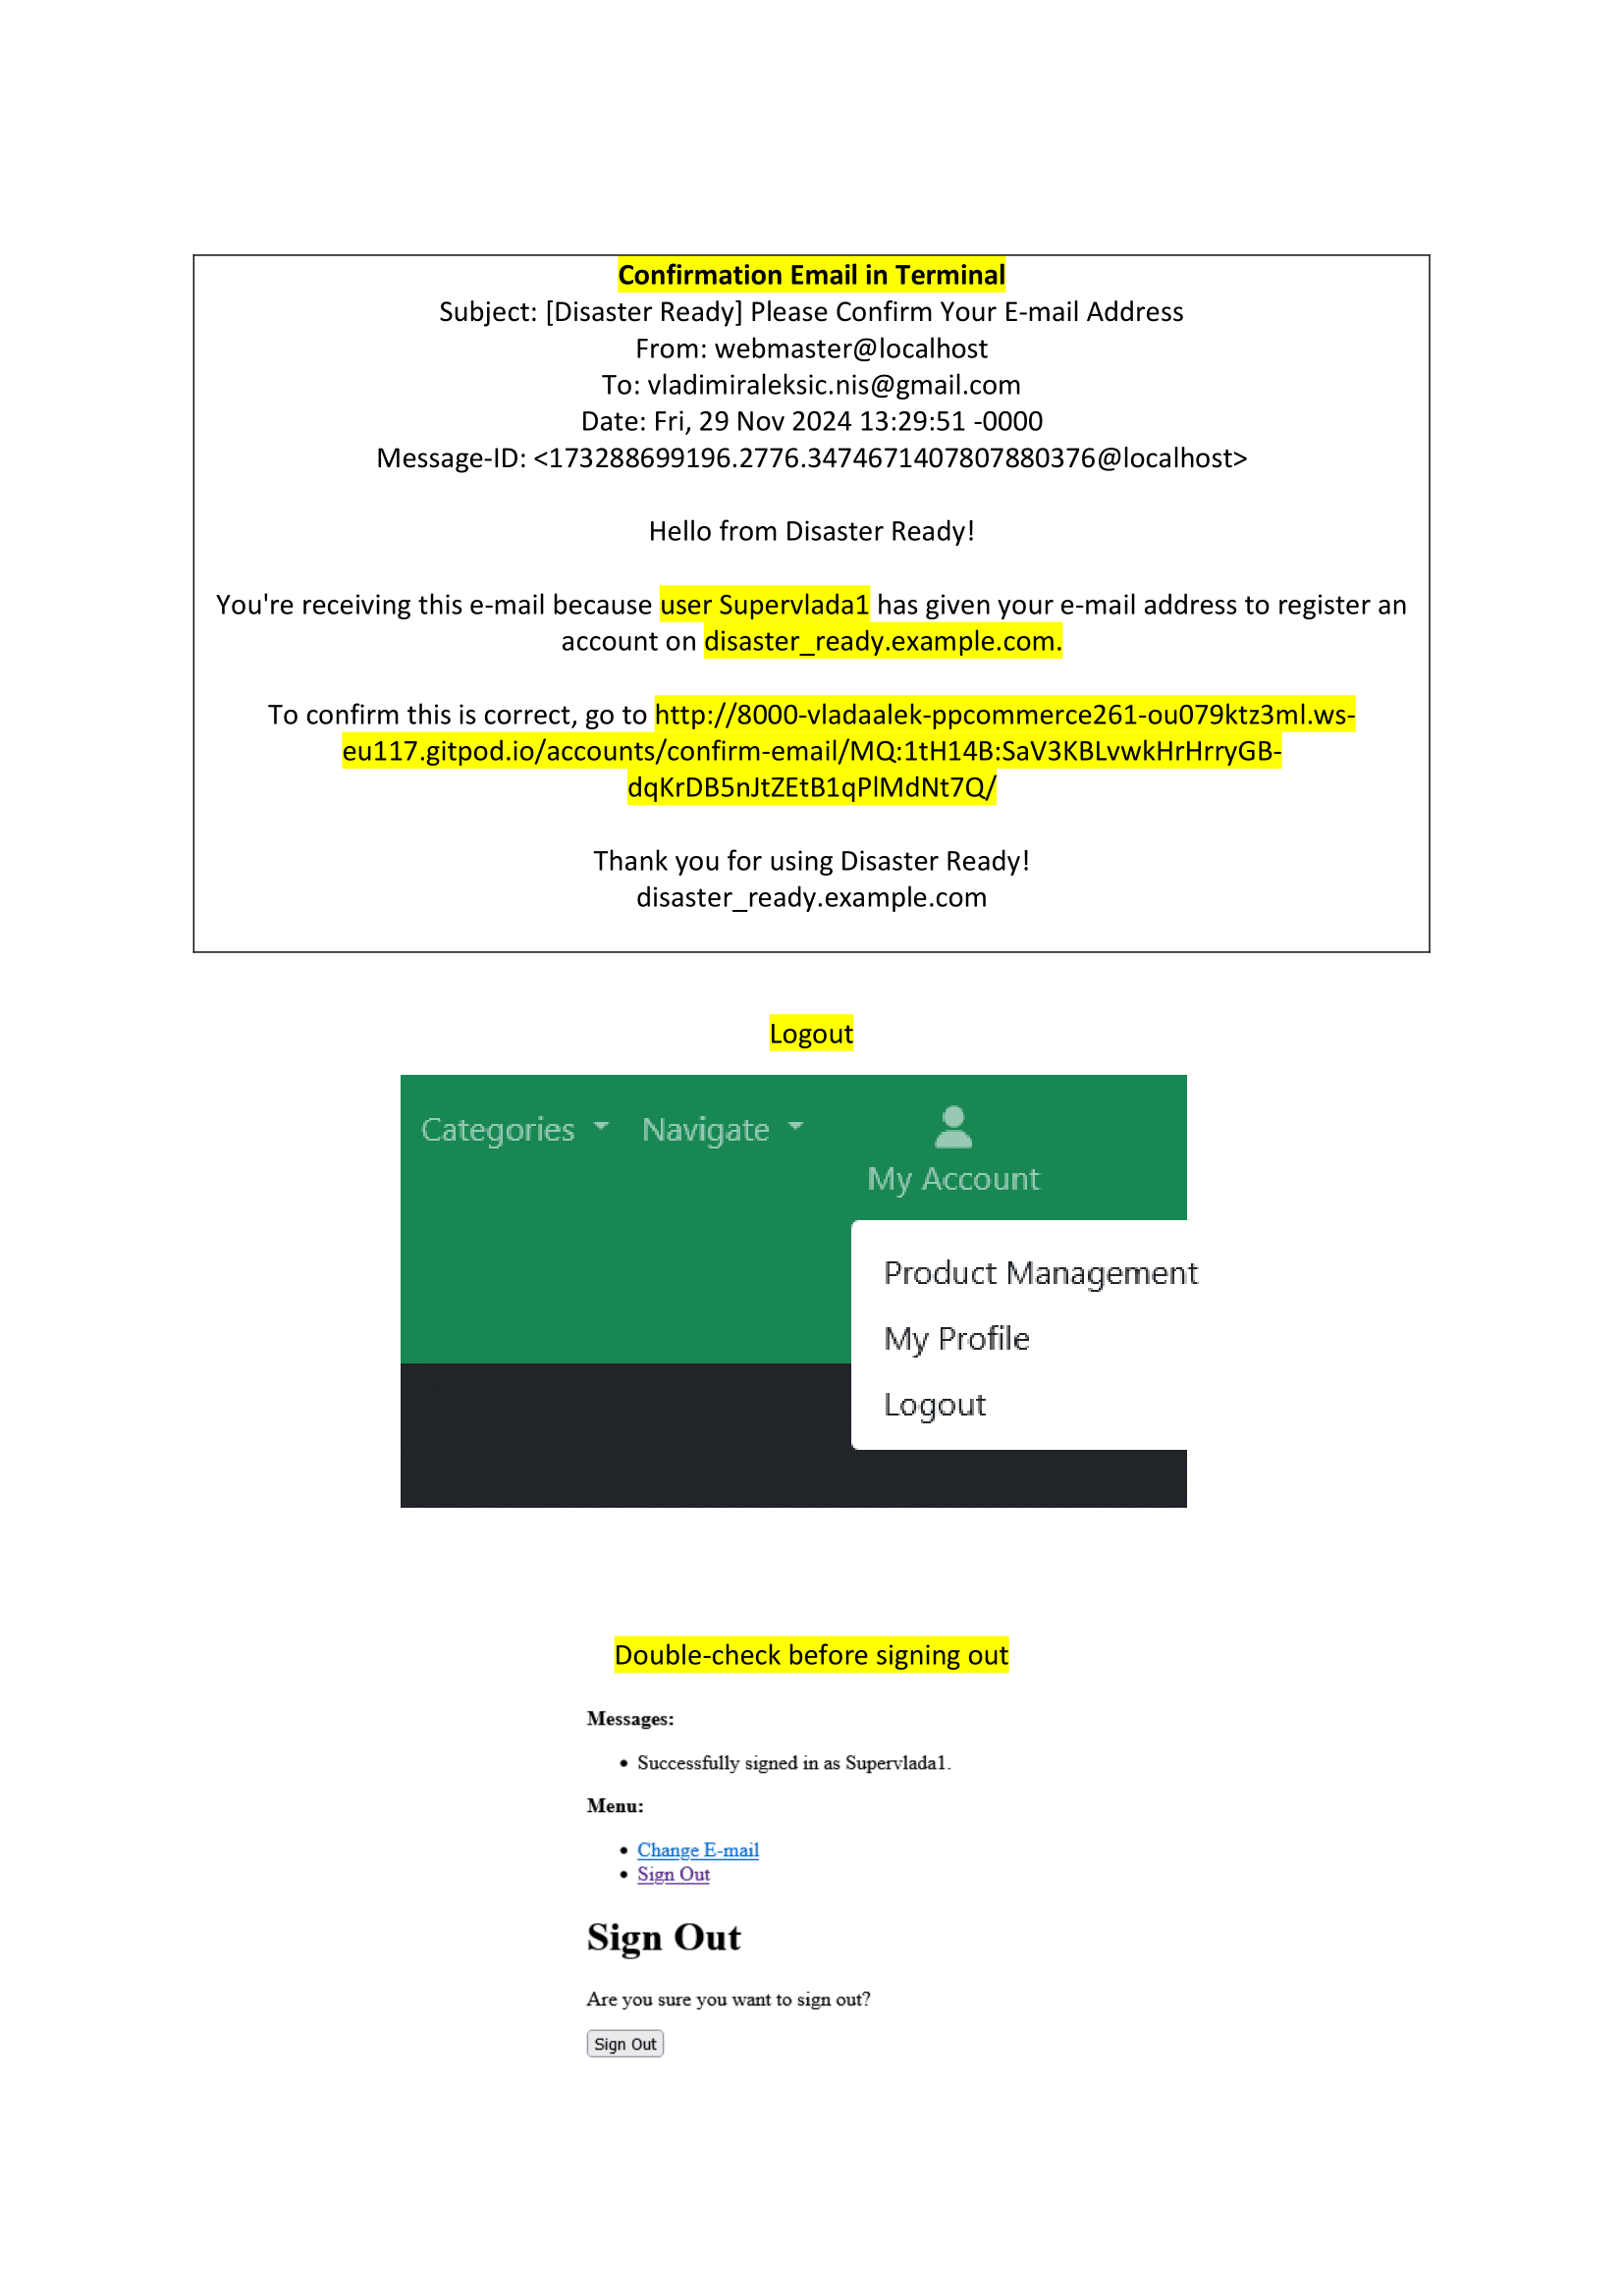 Confirmation Email in Terminal
Subject: [Disaster Ready] Please Confirm Your E-mail Address
From: webmaster@localhost
To: vladimiraleksic.nis@gmail.com
Date: Fri, 29 Nov 2024 13:29:51 -0000
Message-ID: <173288699196.2776.3474671407807880376@localhost>
Hello from Disaster Ready!
You're receiving this e-mail because user Supervlada1 has given your e-mail address to register an
account on disaster_ready.example.com.
To confirm this is correct, go to http://8000-vladaalek-ppcommerce261-ou079ktz3ml.ws-
eu117.gitpod.io/accounts/confirm-email/MQ:1tH14B:SaV3KBLvwkHrHrryGB-
dqKrDB5nJtZEtB1qPlMdNt7Q/
Thank you for using Disaster Ready!
disaster_ready.example.com
Logout
Categories Navigate
My Account
Product Management
My Profile
Logout
Double-check before signing out
Messages:
• Successfully signed in as Supervlada1.
Menu:
• Change E-mail
• Sign Out
Sign Out
Are you sure you want to sign out?
Sign Out